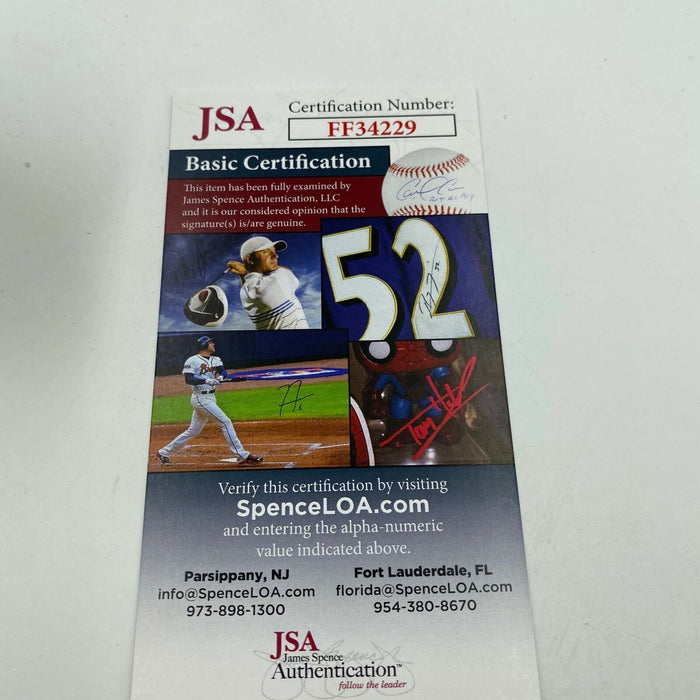 JSA
Certification Number:
FF34229
Basic Certification
This item has been fully examined by
James Spence Authentication, LLC
and it is our considered opinion that the
signature(s) is/are genuine.
52
Verify this certification by visiting
SpenceLOA.com
and entering the alpha-numeric
value indicated above.
Parsippany, NJ
info@SpenceLOA.com
973-898-1300
Fort Lauderdale, FL
florida@SpenceLOA.com
954-380-8670
JSA
James Spence
Authentication™
follow the leader